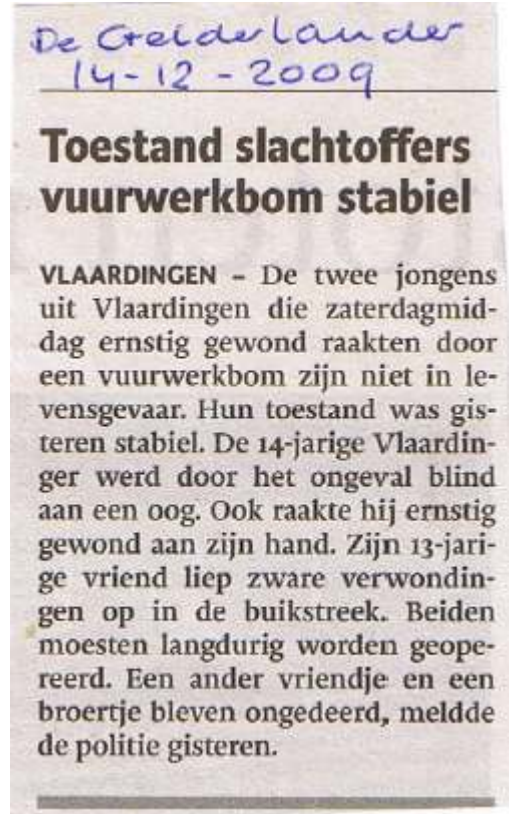 De Gelderlander
14-12-2009
Toestand slachtoffers
vuurwerkbom stabiel
VLAARDINGEN – De twee jongens
uit Vlaardingen die zaterdagmid-
dag ernstig gewond raakten door
een vuurwerkbom zijn niet in le-
vensgevaar. Hun toestand was gis-
teren stabiel. De 14-jarige Vlaardin-
ger werd door het ongeval blind
aan een oog. Ook raakte hij ernstig
gewond aan zijn hand. Zijn 13-jari-
ge vriend liep zware verwondin-
gen op in de buikstreek. Beiden
moesten langdurig worden geope-
reerd. Een ander vriendje en een
broertje bleven ongedeerd, meldde
de politie gisteren.